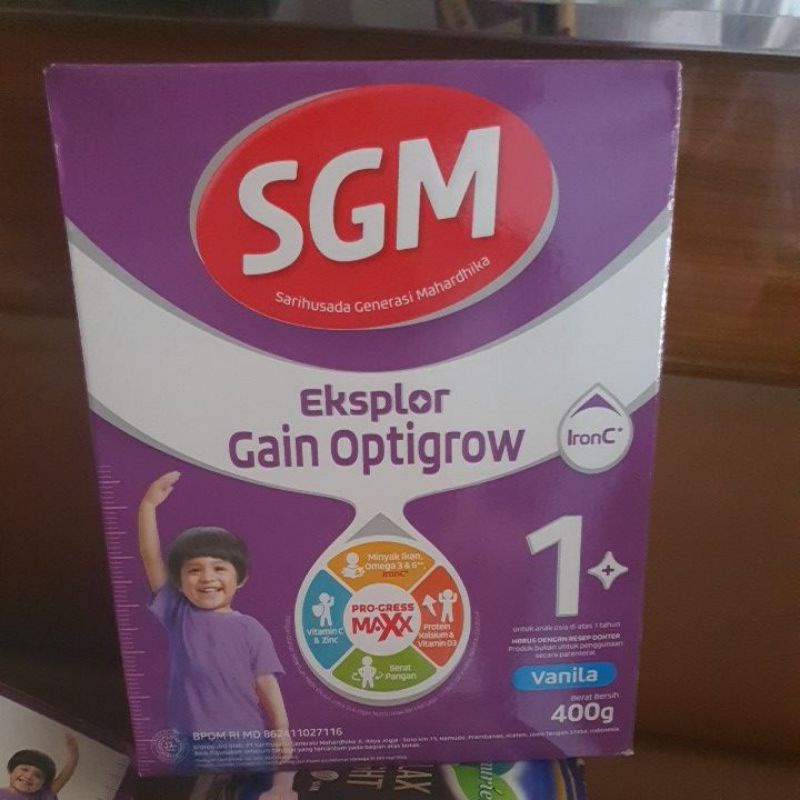 SGM
Sarihusada Generasi Mahardhika
Eksplor
Gain Optigrow
IronC+
Minyak Ikan,
Omega 3 & 6
IronC+
PRO-GRESS
MAXX
Vitamin C
& Zinc
Protein
Kalsium &
Vitamin D3
Serat
Pangan
1+
untuk anak usia di atas 1 tahun
HARUS DENGAN RESEP DOKTER
Produk bukan untuk penggunaan
secara parenteral
Vanila
Berat Bersih
400g
BPOM RI MD 862411027116